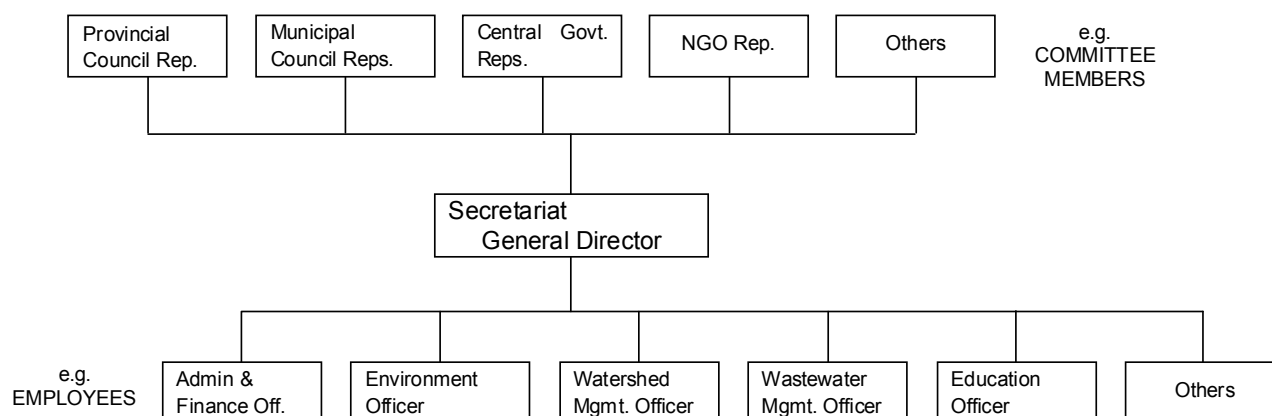 Provincial
Council Rep.
Municipal
Council Reps.
Central Govt.
Reps.
NGO Rep.
Others
e.g.
COMMITTEE
MEMBERS
Secretariat
General Director
e.g.
EMPLOYEES
Admin &
Finance Off.
Environment
Officer
Watershed
Mgmt. Officer
Wastewater
Mgmt. Officer
Education
Officer
Others